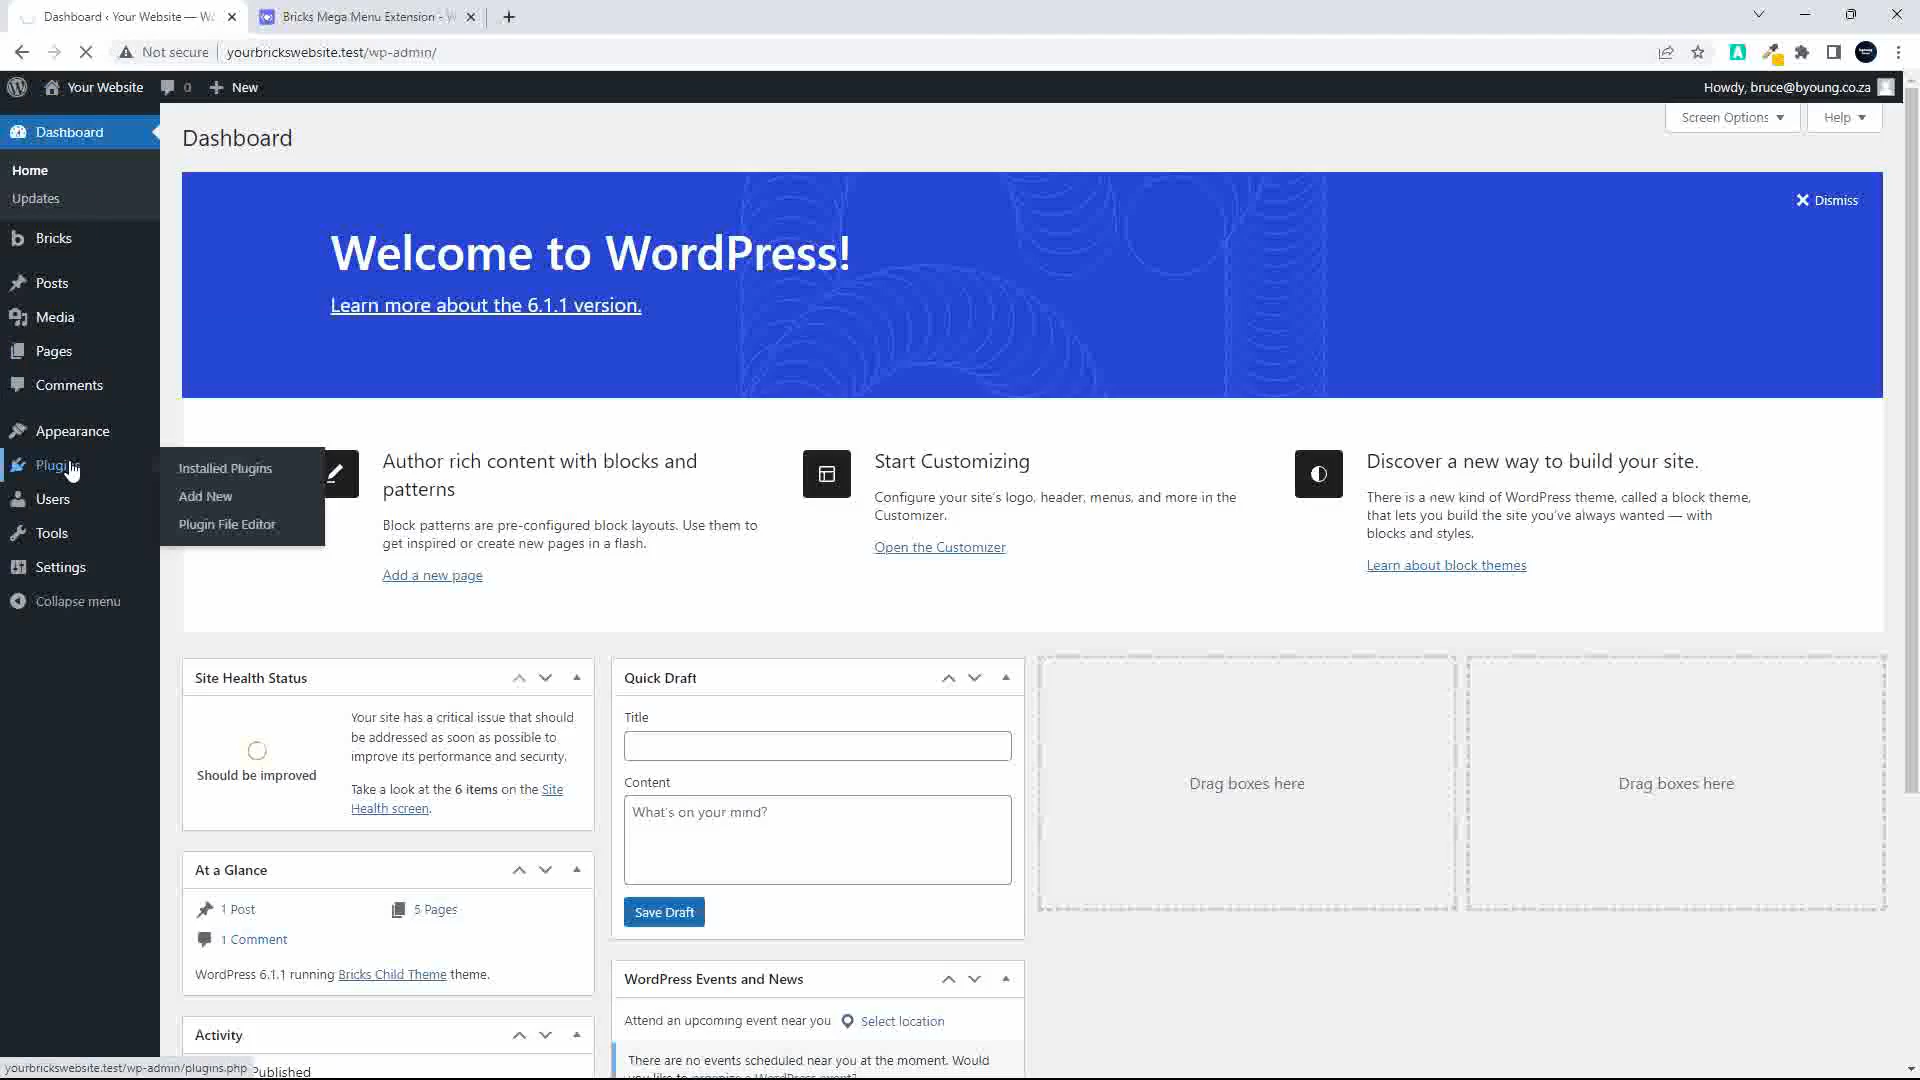 Dashboard ‹ Your Website — W
Bricks Mega Menu Extension -
Not secure
yourbrickswebsite.test/wp-admin/
Your Website
0
New
Howdy, bruce@byoung.co.za
Dashboard
Home
Updates
Bricks
Posts
Media
Pages
Comments
Appearance
Plugins
Users
Tools
Settings
Collapse menu
Installed Plugins
Add New
Plugin File Editor
Dashboard
Screen Options
Help
Dismiss
Welcome to WordPress!
Learn more about the 6.1.1 version.
Author rich content with blocks and
patterns
Block patterns are pre-configured block layouts. Use them to
get inspired or create new pages in a flash.
Add a new page
Start Customizing
Configure your site's logo, header, menus, and more in the
Customizer.
Open the Customizer
Discover a new way to build your site.
There is a new kind of WordPress theme, called a block theme,
that lets you build the site you've always wanted — with
blocks and styles.
Learn about block themes
Site Health Status
Should be improved
Your site has a critical issue that should
be addressed as soon as possible to
improve its performance and security.
Take a look at the 6 items on the Site
Health screen.
At a Glance
1 Post
5 Pages
1 Comment
WordPress 6.1.1 running Bricks Child Theme theme.
Activity
Published
Quick Draft
Title
Content
What's on your mind?
Save Draft
WordPress Events and News
Attend an upcoming event near you
Select location
There are no events scheduled near you at the moment. Would
you like to organize a WordPress event?
Drag boxes here
Drag boxes here
yourbrickswebsite.test/wp-admin/plugins.php